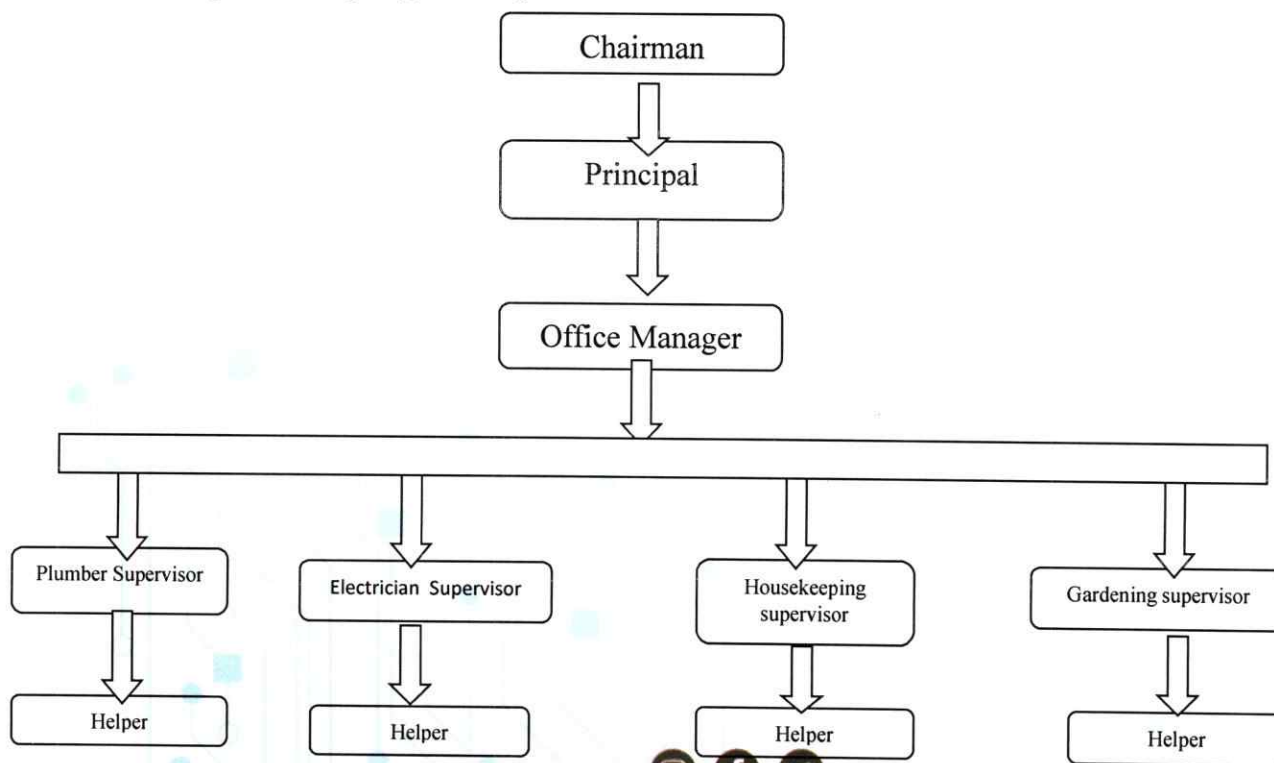 Chairman
Principal
Office Manager
Plumber Supervisor
Electrician Supervisor
Housekeeping
supervisor
Gardening supervisor
Helper
Helper
Helper
Helper